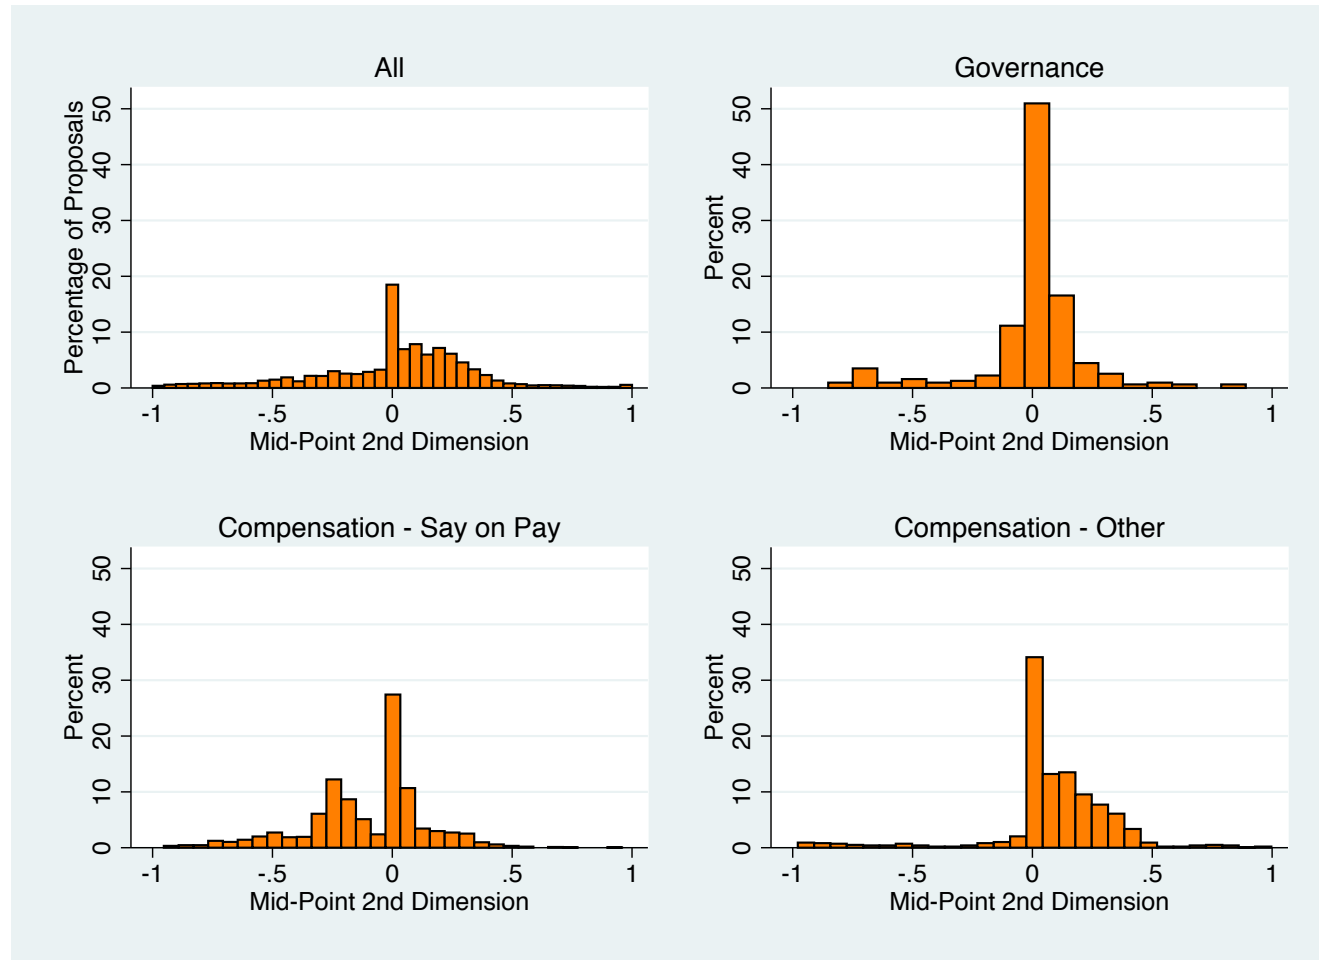 All
Percentage of Proposals
50
40
30
20
10
0
-1 -.5 0 .5 1
Mid-Point 2nd Dimension
Governance
Percent
50
40
30
20
10
0
-1 -.5 0 .5 1
Mid-Point 2nd Dimension
Compensation - Say on Pay
Percent
50
40
30
20
10
0
-1 -.5 0 .5 1
Mid-Point 2nd Dimension
Compensation - Other
Percent
50
40
30
20
10
0
-1 -.5 0 .5 1
Mid-Point 2nd Dimension